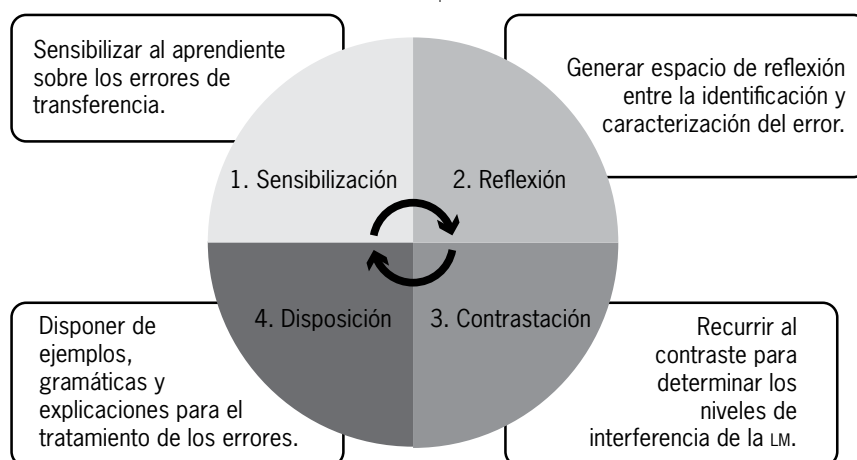 Sensibilizar al aprendiente
sobre los errores de
transferencia.
Generar espacio de reflexión
entre la identificación y
caracterización del error.
1. Sensibilización
2. Reflexión
4. Disposición
3. Contrastación
Disponer de
ejemplos,
gramáticas y
explicaciones para el
tratamiento de los errores.
Recurrir al
contraste para
determinar los
niveles de
interferencia de la LM.